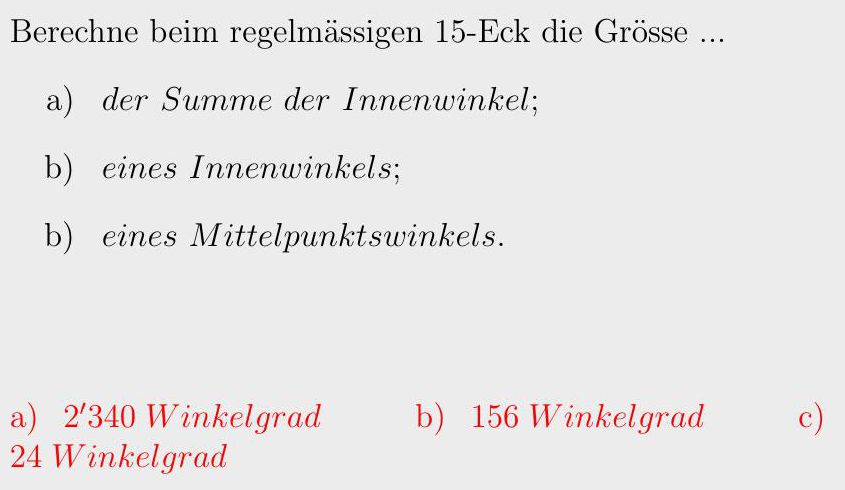 Berechne beim regelmässigen 15-Eck die Grösse ...
a) der Summe der Innenwinkel;
b) eines Innenwinkels;
b) eines Mittelpunktswinkels.
a) 2′340 Winkelgrad b) 156 Winkelgrad c)
24 Winkelgrad